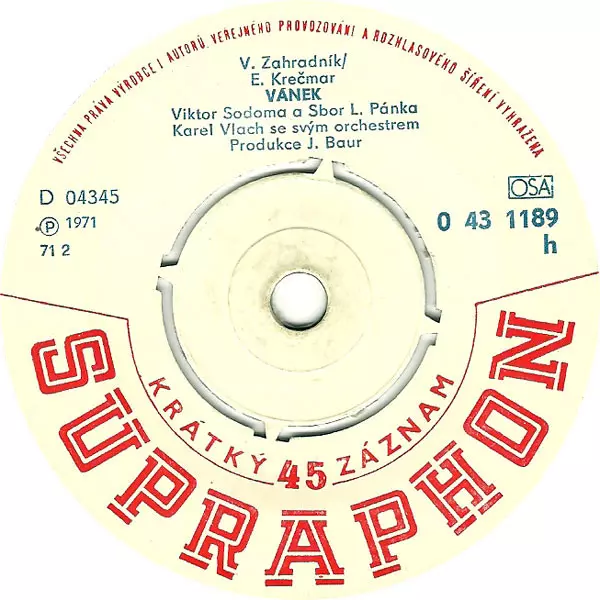 VŠECHNA PRÁVA VÝROBCE I AUTORŮ, VEŘEJNÉHO PROVOZOVÁNÍ A ROZHLASOVÉHO ŠÍŘENÍ VYHRAŽENA
V. Zahradník/
E. Krečmar
VÁNEK
Viktor Sodoma a Sbor L. Pánka
Karel Vlach se svým orchestrem
Produkce J. Baur
D 04345
Ⓟ 1971
71 2
OSA
0 43 1189
h
KRÁTKÝ 45 ZÁZNAM
SUPRAPHON